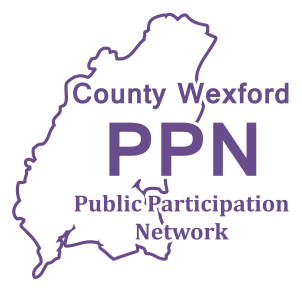 County Wexford
PPN
Public Participation
Network